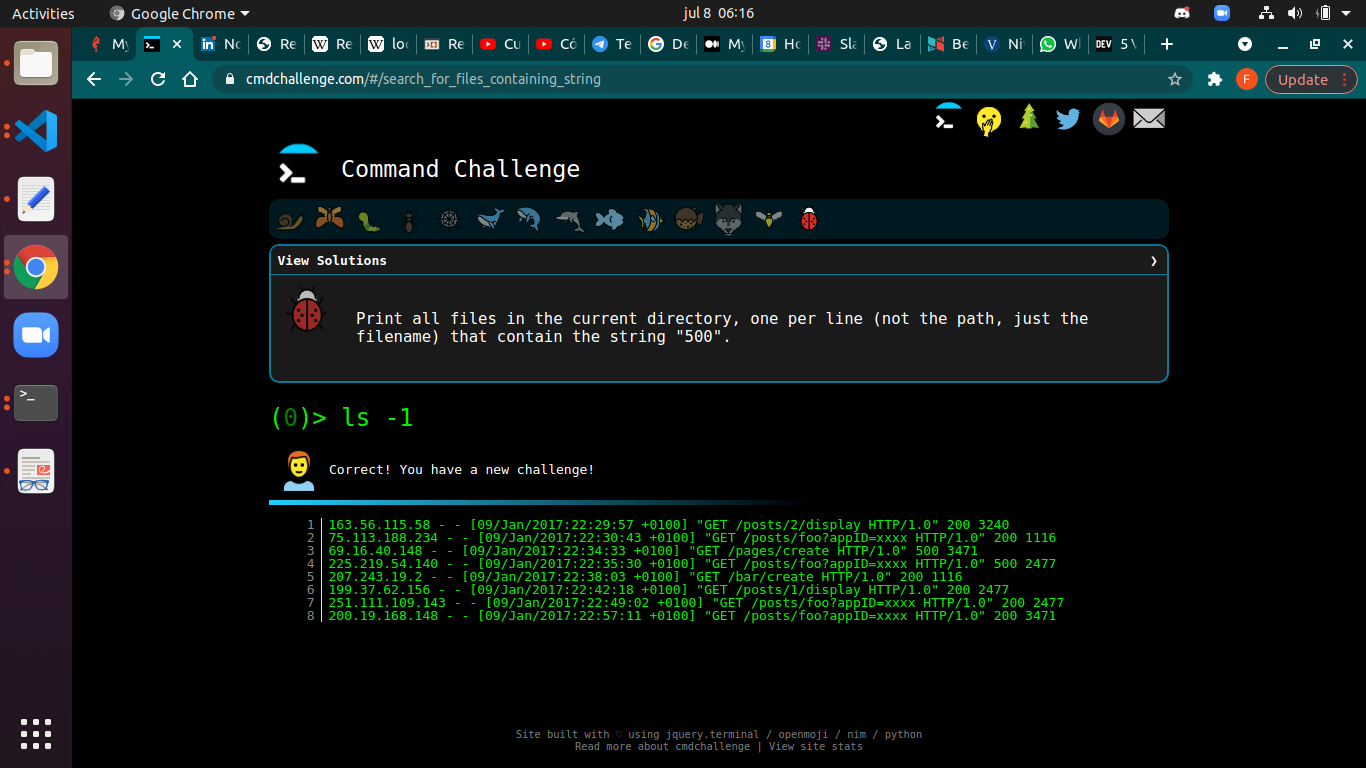 Activities
Google Chrome
jul 8 06:16
My
No
Re
Re
loc
Re
Cu
Có
Te
De
My
Ho
Sla
La
Be
Ni
Wh
DEV 5
cmdchallenge.com/#/search_for_files_containing_string
F
Update
Command Challenge
View Solutions
Print all files in the current directory, one per line (not the path, just the
filename) that contain the string "500".
(0)> ls -1
Correct! You have a new challenge!
1 163.56.115.58 - - [09/Jan/2017:22:29:57 +0100] "GET /posts/2/display HTTP/1.0" 200 3240
2 75.113.188.234 - - [09/Jan/2017:22:30:43 +0100] "GET /posts/foo?appID=xxxx HTTP/1.0" 200 1116
3 69.16.40.148 - - [09/Jan/2017:22:34:33 +0100] "GET /pages/create HTTP/1.0" 500 3471
4 225.219.54.140 - - [09/Jan/2017:22:35:30 +0100] "GET /posts/foo?appID=xxxx HTTP/1.0" 500 2477
5 207.243.19.2 - - [09/Jan/2017:22:38:03 +0100] "GET /bar/create HTTP/1.0" 200 1116
6 199.37.62.156 - - [09/Jan/2017:22:42:18 +0100] "GET /posts/1/display HTTP/1.0" 200 2477
7 251.111.109.143 - - [09/Jan/2017:22:49:02 +0100] "GET /posts/foo?appID=xxxx HTTP/1.0" 200 2477
8 200.19.168.148 - - [09/Jan/2017:22:57:11 +0100] "GET /posts/foo?appID=xxxx HTTP/1.0" 200 3471
Site built with ♡ using jquery.terminal / openmoji / nim / python
Read more about cmdchallenge | View site stats